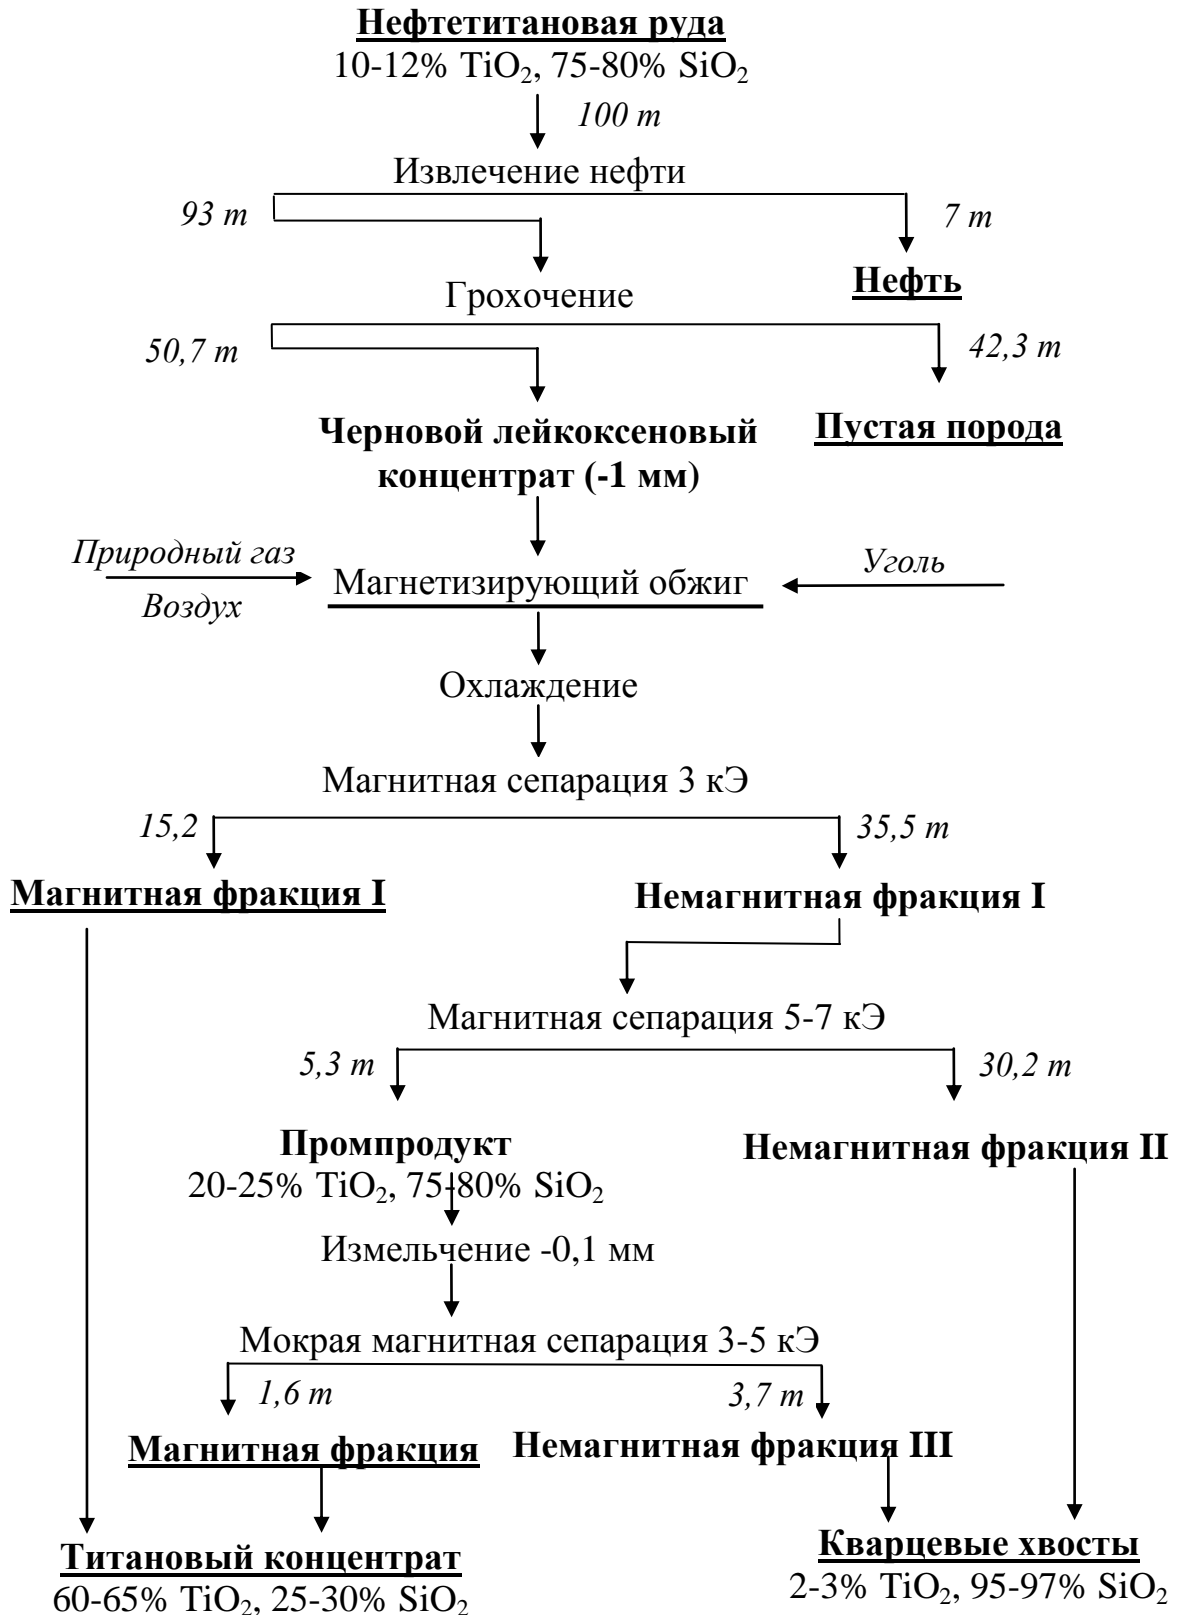 Нефтетитановая руда
10-12% TiO₂, 75-80% SiO₂
100 т
Извлечение нефти
93 т
7 т
Нефть
Грохочение
50,7 т
42,3 т
Черновой лейкоксеновый
концентрат (-1 мм)
Пустая порода
Природный газ
Воздух
Магнетизирующий обжиг
Уголь
Охлаждение
Магнитная сепарация 3 кЭ
15,2
35,5 т
Магнитная фракция I
Немагнитная фракция I
Магнитная сепарация 5-7 кЭ
5,3 т
30,2 т
Промпродукт
20-25% TiO₂, 75-80% SiO₂
Немагнитная фракция II
Измельчение -0,1 мм
Мокрая магнитная сепарация 3-5 кЭ
1,6 т
3,7 т
Магнитная фракция
Немагнитная фракция III
Титановый концентрат
60-65% TiO₂, 25-30% SiO₂
Кварцевые хвосты
2-3% TiO₂, 95-97% SiO₂